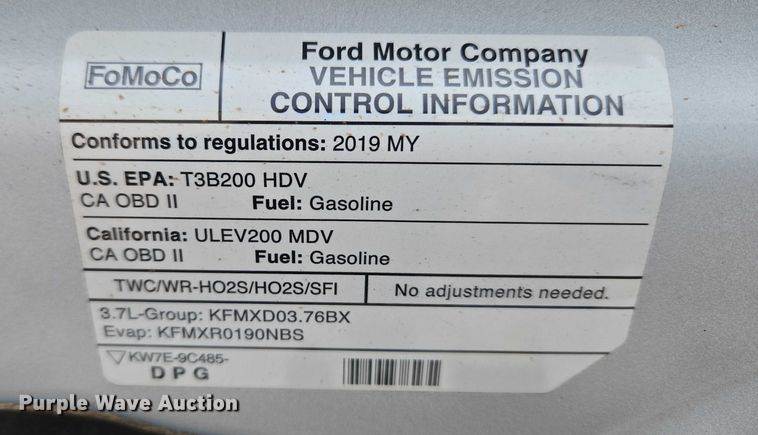 FoMoCo
Ford Motor Company
VEHICLE EMISSION
CONTROL INFORMATION
Conforms to regulations: 2019 MY
U.S. EPA: T3B200 HDV
CA OBD II Fuel: Gasoline
California: ULEV200 MDV
CA OBD II Fuel: Gasoline
TWC/WR-HO2S/HO2S/SFI No adjustments needed.
3.7L-Group: KFMXD03.76BX
Evap: KFMXR0190NBS
KW7E-9C485-
D P G
Purple Wave Auction